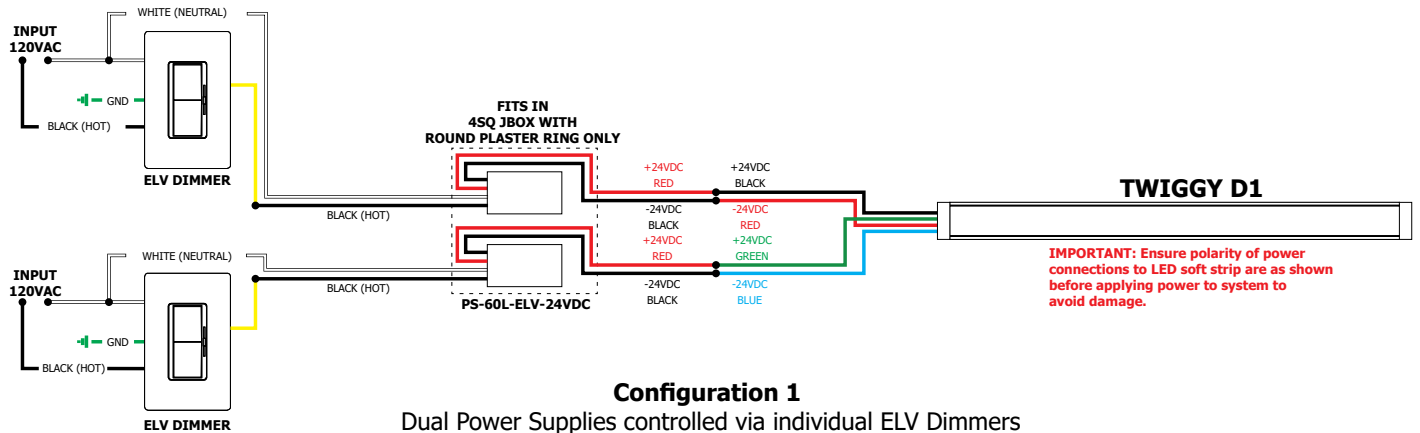 WHITE (NEUTRAL)
INPUT
120VAC
GND
BLACK (HOT)
ELV DIMMER
BLACK (HOT)
FITS IN
4SQ JBOX WITH
ROUND PLASTER RING ONLY
+24VDC
RED
+24VDC
BLACK
-24VDC
BLACK
-24VDC
RED
+24VDC
RED
+24VDC
GREEN
-24VDC
BLACK
-24VDC
BLUE
TWIGGY D1
IMPORTANT: Ensure polarity of power
connections to LED soft strip are as shown
before applying power to system to
avoid damage.
WHITE (NEUTRAL)
INPUT
120VAC
GND
BLACK (HOT)
ELV DIMMER
BLACK (HOT)
PS-60L-ELV-24VDC
Configuration 1
Dual Power Supplies controlled via individual ELV Dimmers